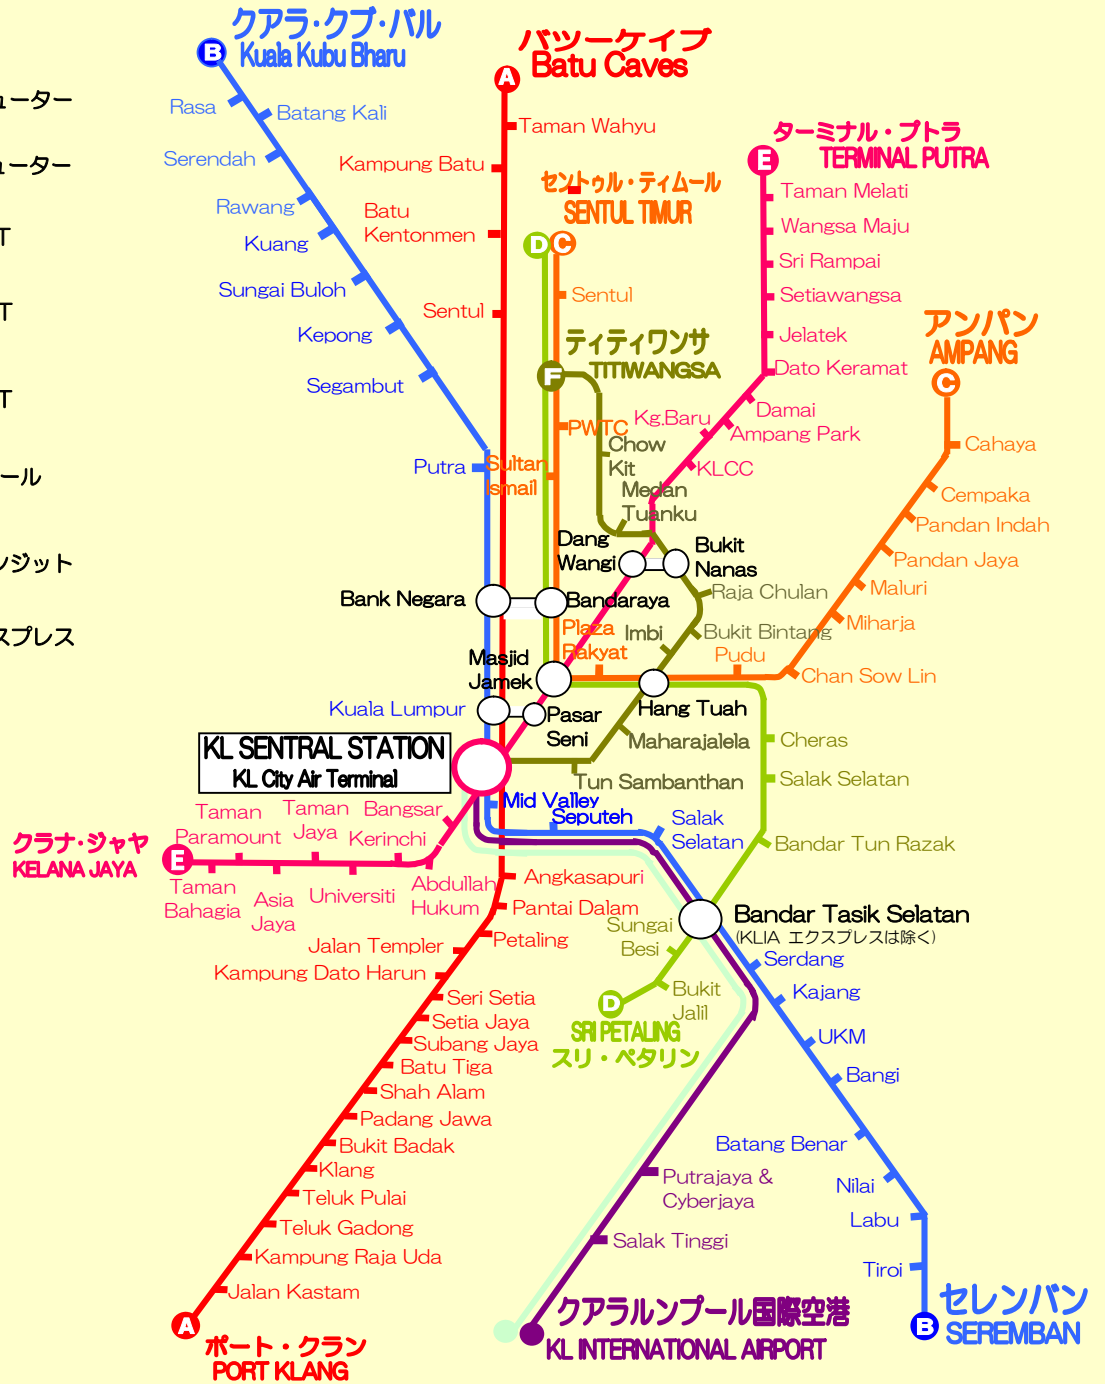 クアラ・クブ・バル
Kuala Kubu Bharu
B
バツーケイブ
Batu Caves
A
ューター
Rasa
Batang Kali
Taman Wahyu
ターミナル・プトラ
TERMINAL PUTRA
E
ューター
Serendah
Kampung Batu
セントゥル・ティムール
SENTUL TIMUR
Taman Melati
Rawang
Batu
Kentonmen
Wangsa Maju
T
Kuang
D
C
Sri Rampai
Sungai Buloh
Sentul
Setiawangsa
T
Sentul
アンパン
AMPANG
C
Kepong
ティティワンサ
TITIWANGSA
F
Jelatek
Dato Keramat
Segambut
T
Damai
Kg.Baru
PWTC
Ampang Park
Chow
Kit
Cahaya
Putra
Sultan
Ismail
KLCC
ール
Medan
Tuanku
Cempaka
Pandan Indah
Dang
Wangi
Bukit
Nanas
Pandan Jaya
ンジット
Raja Chulan
Maluri
Bank Negara
Bandaraya
Miharja
スプレス
Plaza
Rakyat
Imbi
Bukit Bintang
Masjid
Jamek
Pudu
Chan Sow Lin
Kuala Lumpur
Pasar
Seni
Hang Tuah
Maharajalela
Cheras
KL SENTRAL STATION
KL City Air Terminal
Tun Sambanthan
Salak Selatan
Taman
Paramount
Taman
Jaya
Bangsar
Kerinchi
Mid Valley
Seputeh
Salak
Selatan
Bandar Tun Razak
クラナ・ジャヤ
KELANA JAYA
E
Taman
Bahagia
Asia
Jaya
Universiti
Abdullah
Hukum
Angkasapuri
Pantai Dalam
Petaling
Sungai
Besi
Bandar Tasik Selatan
(KLIA エクスプレスは除く)
Jalan Templer
Serdang
Kampung Dato Harun
Kajang
Seri Setia
D
Bukit
Jalil
Setia Jaya
SRI PETALING
スリ・ペタリン
Subang Jaya
UKM
Batu Tiga
Bangi
Shah Alam
Padang Jawa
Bukit Badak
Batang Benar
Klang
Putrajaya &
Cyberjaya
Teluk Pulai
Nilai
Teluk Gadong
Labu
Kampung Raja Uda
Salak Tinggi
Tiroi
Jalan Kastam
A
ポート・クラン
PORT KLANG
クアラルンプール国際空港
KL INTERNATIONAL AIRPORT
セレンバン
SEREMBAN
B